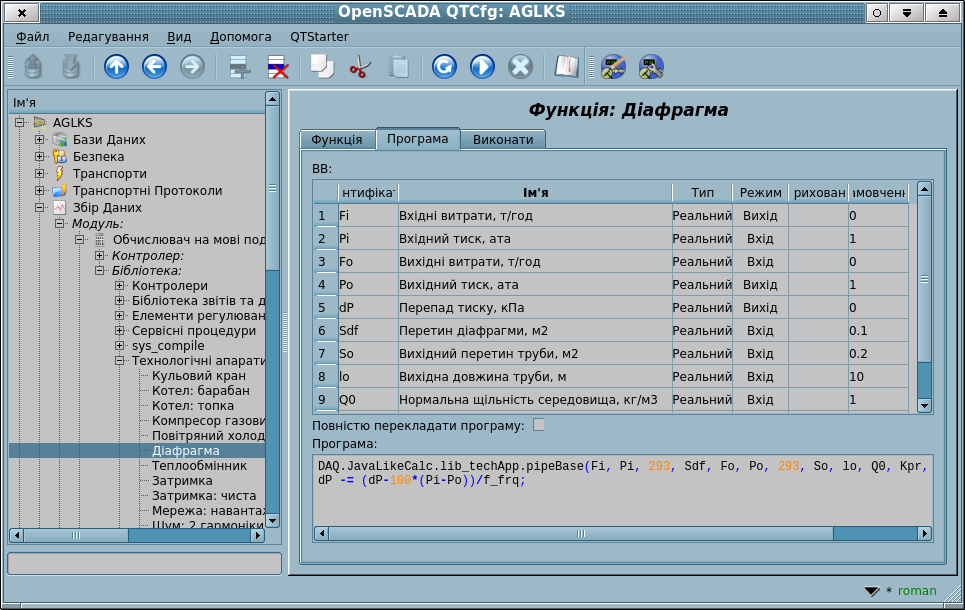 OpenSCADA QTCfg: AGLKS
Файл Редагування Вид Допомога QTStarter
Ім'я
AGLKS
Бази Даних
Безпека
Транспорти
Транспортні Протоколи
Збір Даних
Модуль:
Обчислювач на мові под
Контролер:
Бібліотека:
Контролери
Бібліотека звітів та д
Елементи регулюван
Сервісні процедури
sys_compile
Технологічні апарати
Кульовий кран
Котел: барабан
Котел: топка
Компресор газови
Повітряний холод
Діафрагма
Теплообмінник
Затримка
Затримка: чиста
Мережа: навантаж
Шум: 2 гармоніки
Функція: Діафрагма
Функція Програма Виконати
ВВ:
нтифікат Ім'я Тип Режим рихован амовченн
1 Fi Вхідні витрати, т/год Реальний Вихід 0
2 Pi Вхідний тиск, ата Реальний Вхід 1
3 Fo Вихідні витрати, т/год Реальний Вхід 0
4 Po Вихідний тиск, ата Реальний Вихід 1
5 dP Перепад тиску, кПа Реальний Вихід 0
6 Sdf Перетин діафрагми, м2 Реальний Вхід 0.1
7 So Вихідний перетин труби, м2 Реальний Вхід 0.2
8 lo Вихідна довжина труби, м Реальний Вхід 10
9 Q0 Нормальна щільність середовища, кг/м3 Реальний Вхід 1
Повністю перекладати програму:
Програма:
DAQ.JavaLikeCalc.lib_techApp.pipeBase(Fi, Pi, 293, Sdf, Fo, Po, 293, So, lo, Q0, Kpr,
dP -= (dP-100*(Pi-Po))/f_frq;
* roman